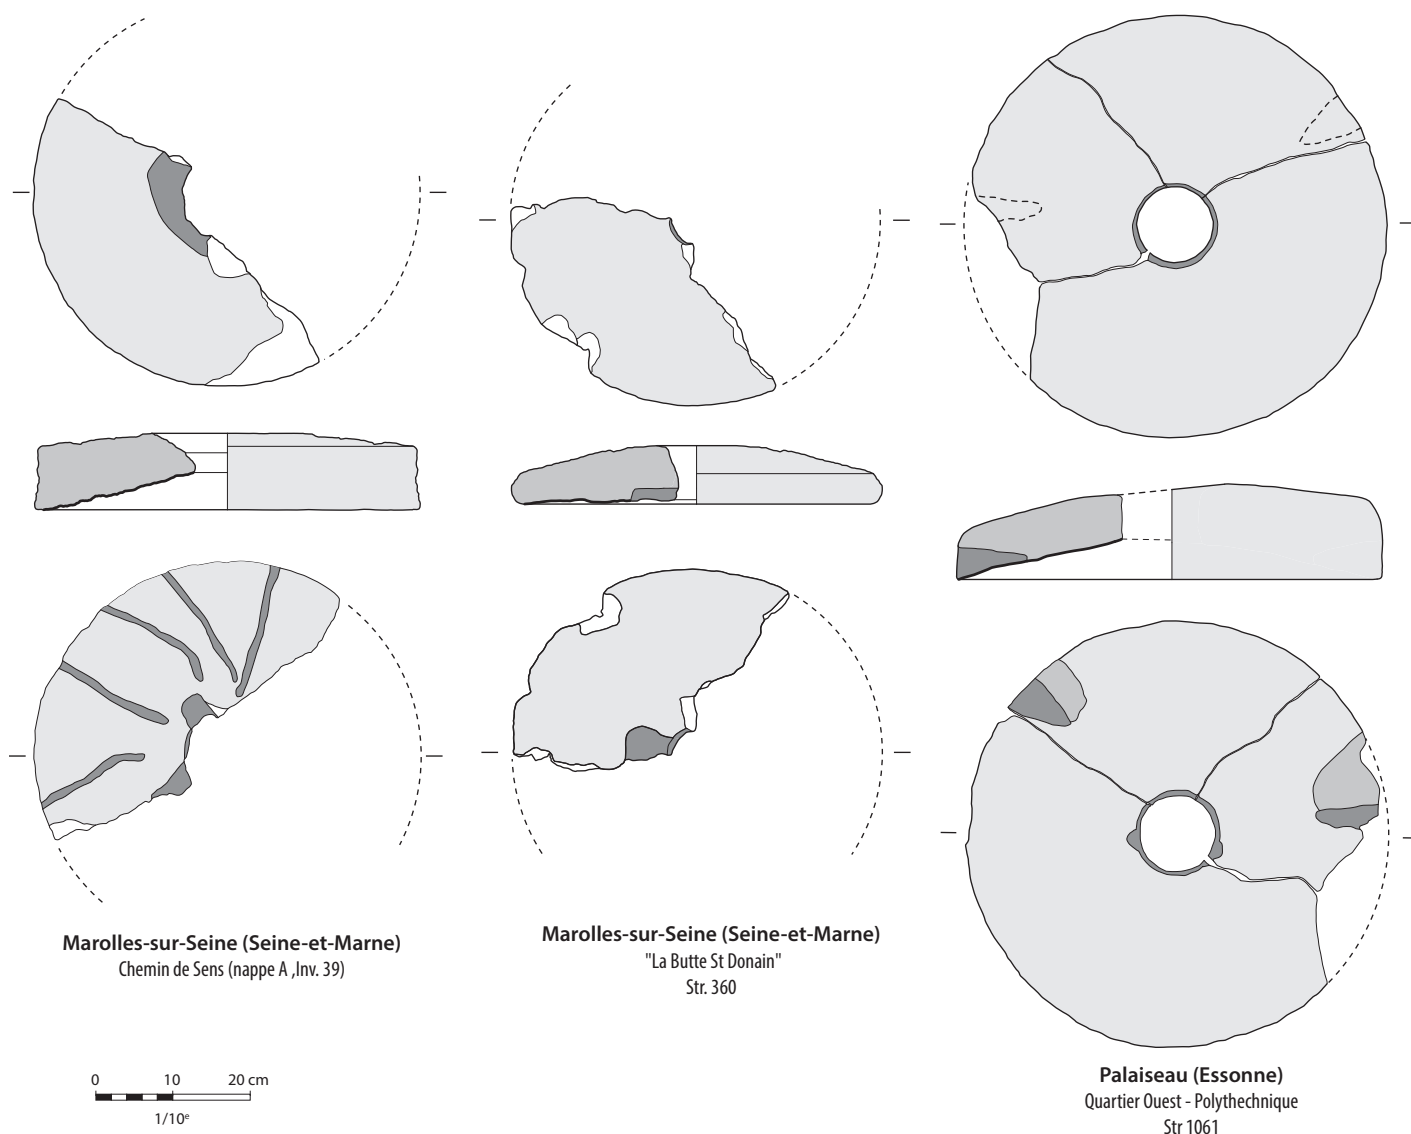 Marolles-sur-Seine (Seine-et-Marne)
Chemin de Sens (nappe A ,Inv. 39)
Marolles-sur-Seine (Seine-et-Marne)
"La Butte St Donain"
Str. 360
Palaiseau (Essonne)
Quartier Ouest - Polythechnique
Str 1061
0 10 20 cm
1/10e